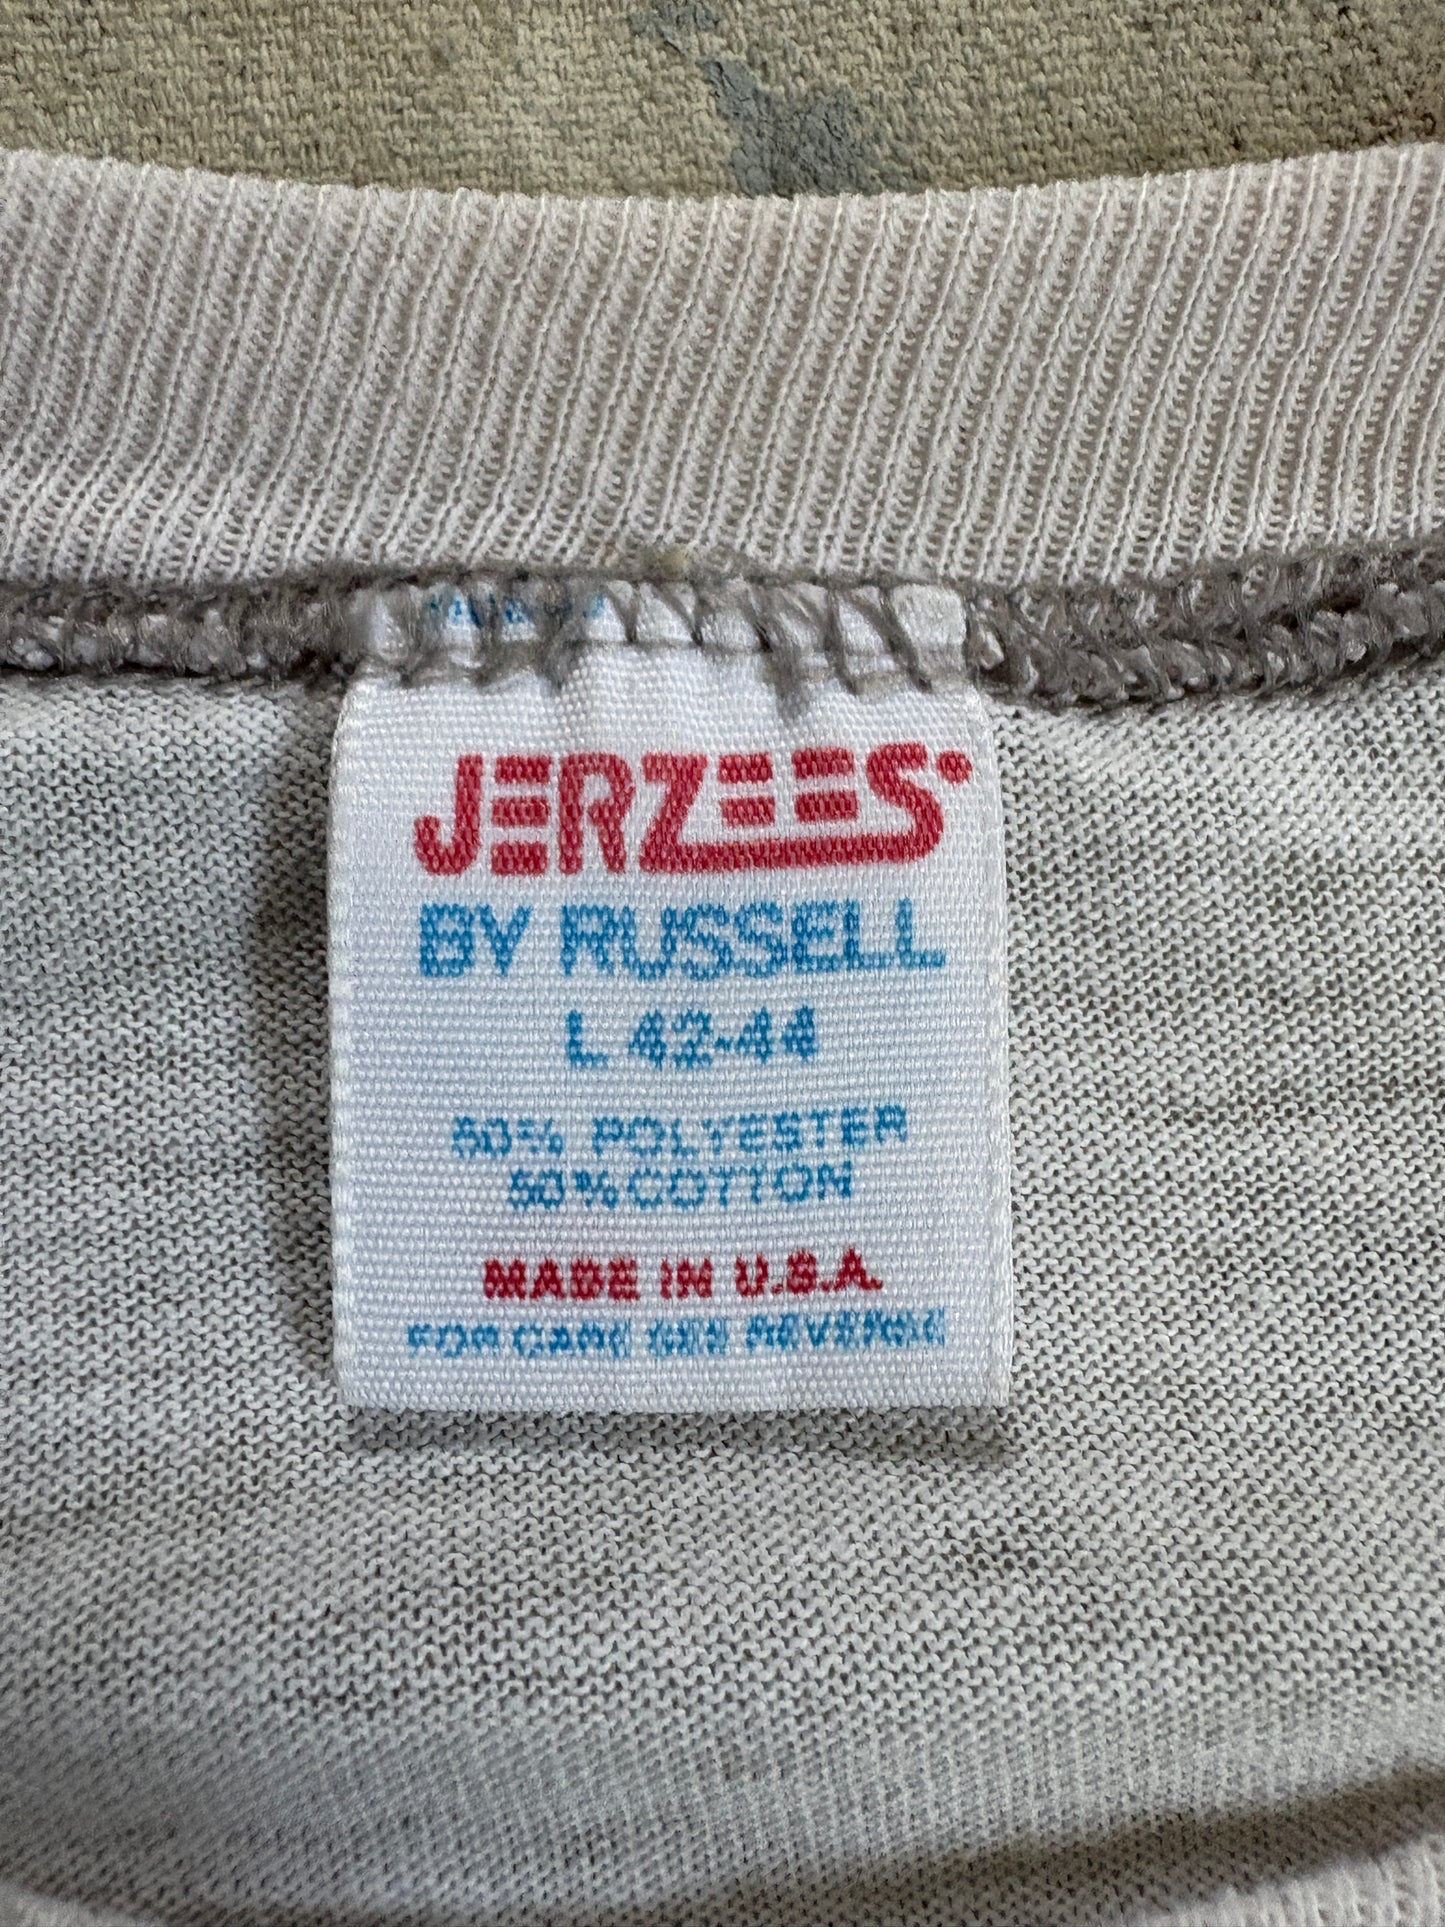 JERZEES
BY RUSSELL
L 42-44
50% POLYESTER
50% COTTON
MADE IN U.S.A.
FOR CARE SEE REVERSE